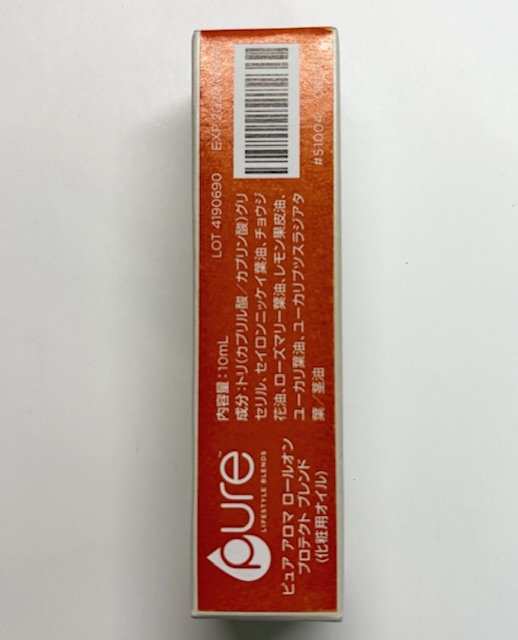 pure™
LIFESTYLE BLENDS
ピュア アロマ ロールオン
プロテクト ブレンド
(化粧用オイル)
内容量：10mL
成分：トリ(カプリル酸／カプリン酸)グリ
セリル、セイロンニッケイ葉油、チョウジ
花油、ローズマリー葉油、レモン果皮油、
ユーカリ葉油、ユーカリプツスラジアタ
葉／茎油
LOT 4190690 EXP
#51004